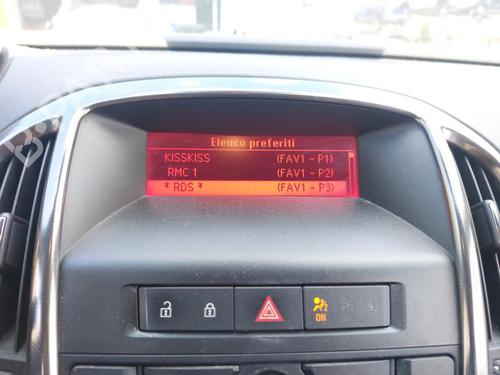 Elenco preferiti
KISSKISS (FAV1 - P1)
RMC 1 (FAV1 - P2)
* RDS * (FAV1 - P3)
ON